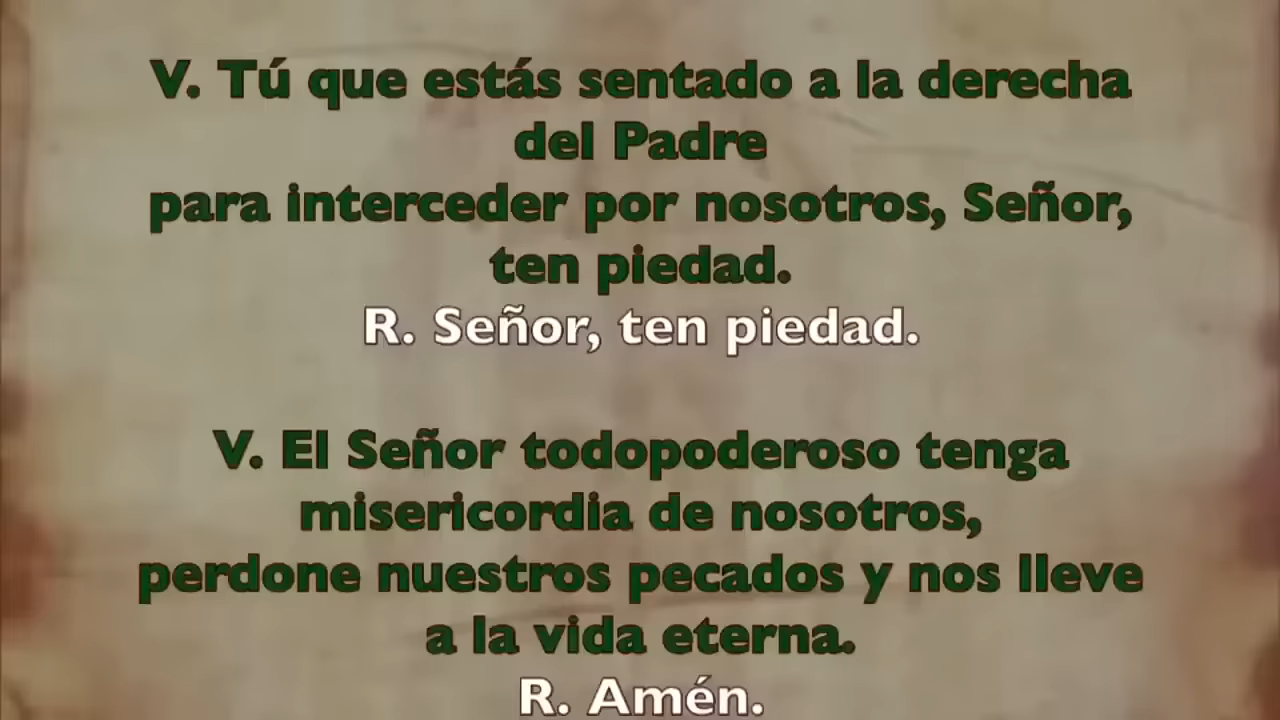 V. Tú que estás sentado a la derecha
del Padre
para interceder por nosotros, Señor,
ten piedad.
R. Señor, ten piedad.
V. El Señor todopoderoso tenga
misericordia de nosotros,
perdone nuestros pecados y nos lleve
a la vida eterna.
R. Amén.